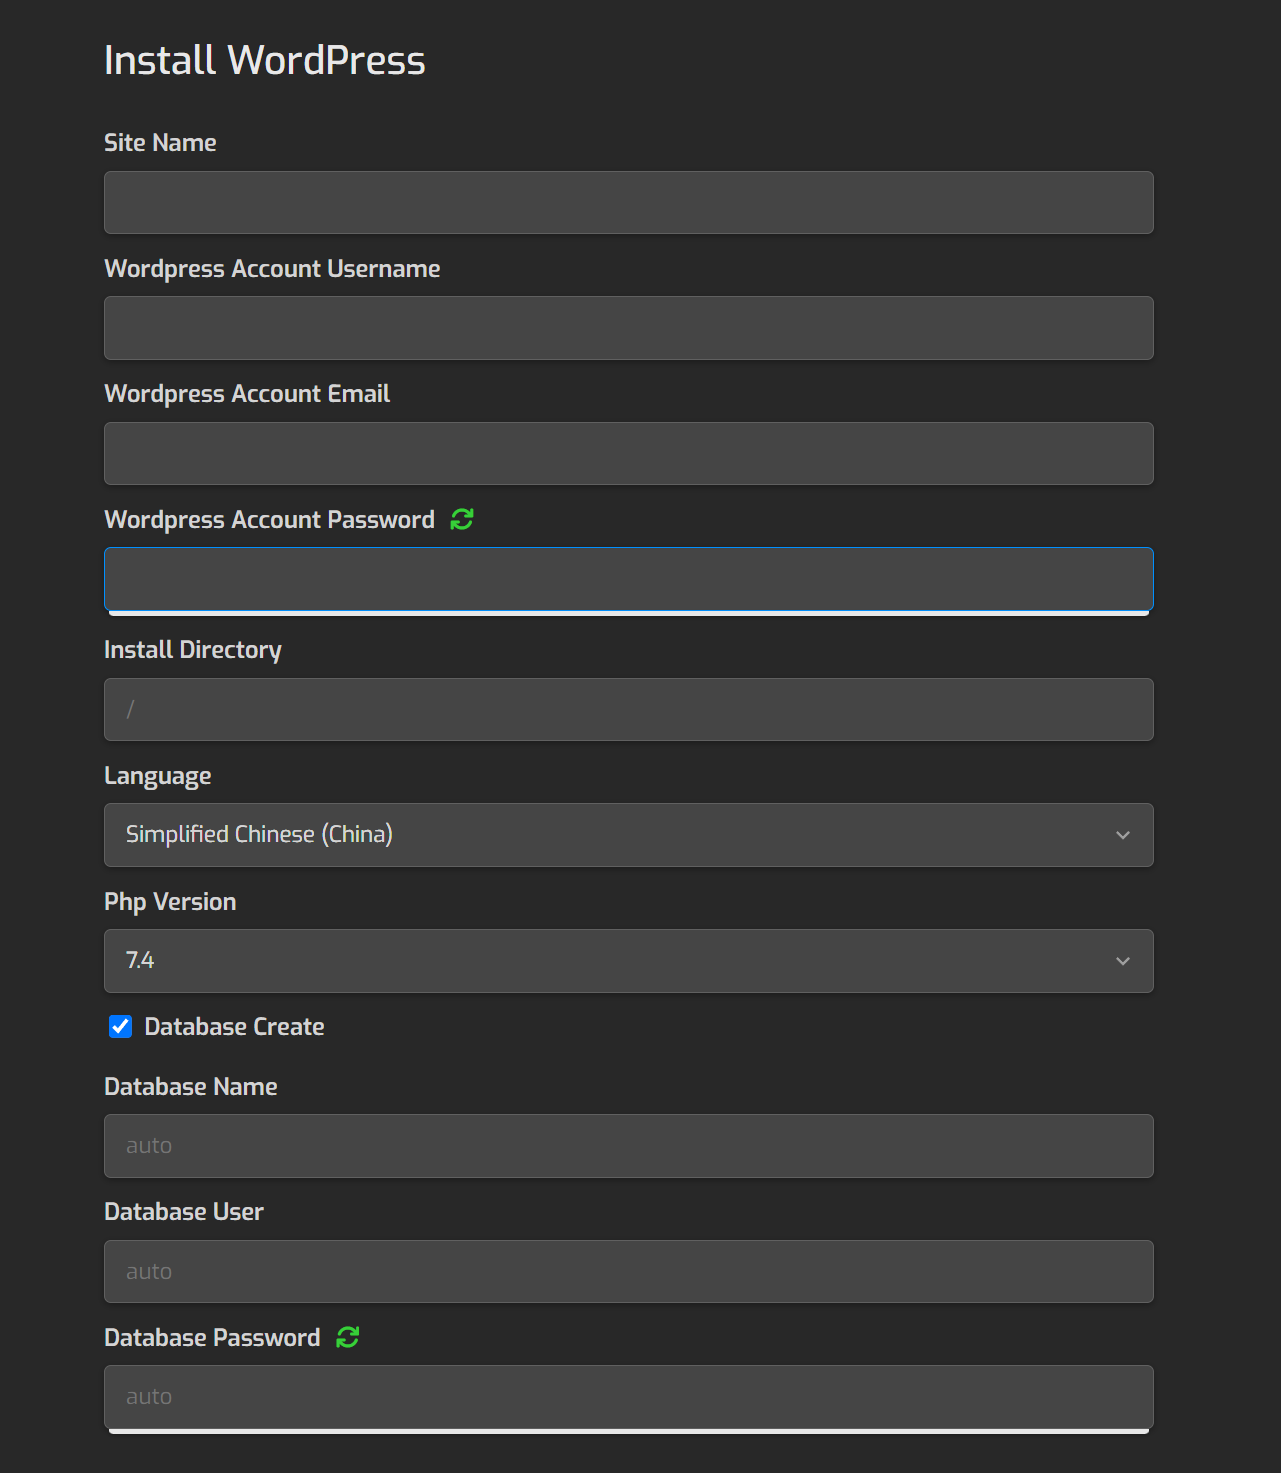 Install WordPress
Site Name
Wordpress Account Username
Wordpress Account Email
Wordpress Account Password
Install Directory
/
Language
Simplified Chinese (China)
Php Version
7.4
Database Create
Database Name
auto
Database User
auto
Database Password
auto